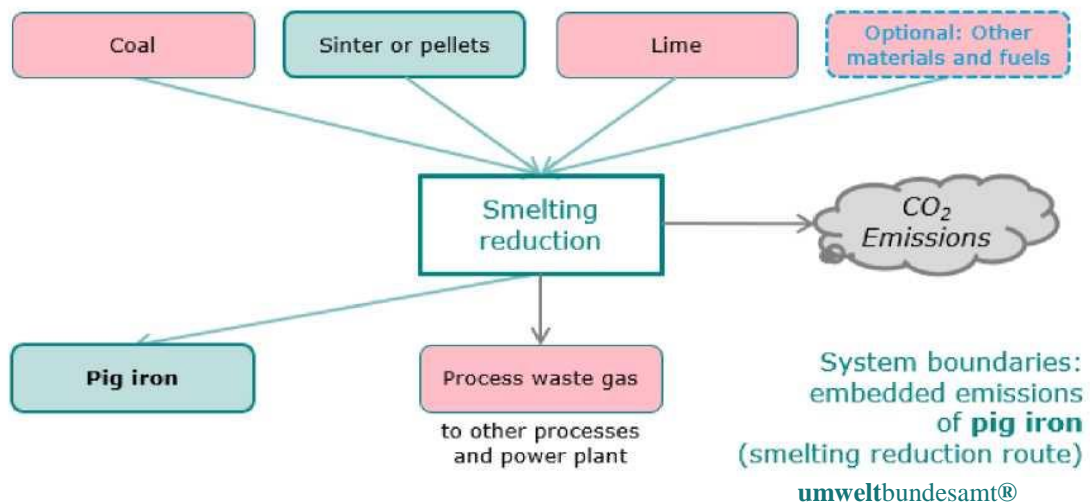 Coal
Sinter or pellets
Lime
Optional: Other
materials and fuels
Smelting
reduction
CO2
Emissions
Pig iron
Process waste gas
to other processes
and power plant
System boundaries:
embedded emissions
of pig iron
(smelting reduction route)
umweltbundesamt®